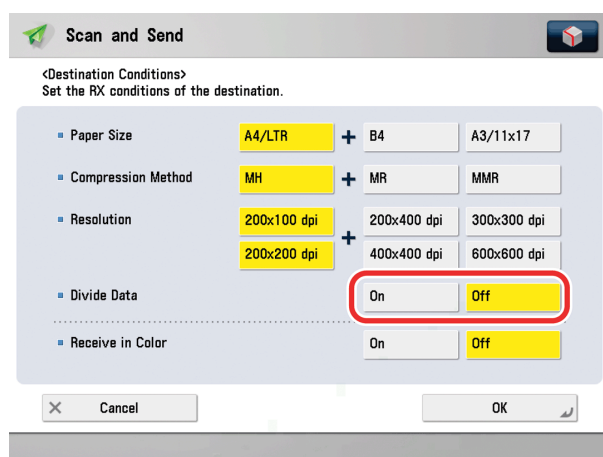 Scan and Send
<Destination Conditions>
Set the RX conditions of the destination.
Paper Size A4/LTR + B4 A3/11x17
Compression Method MH + MR MMR
Resolution 200x100 dpi + 200x400 dpi 300x300 dpi
200x200 dpi 400x400 dpi 600x600 dpi
Divide Data On Off
Receive in Color On Off
Cancel OK